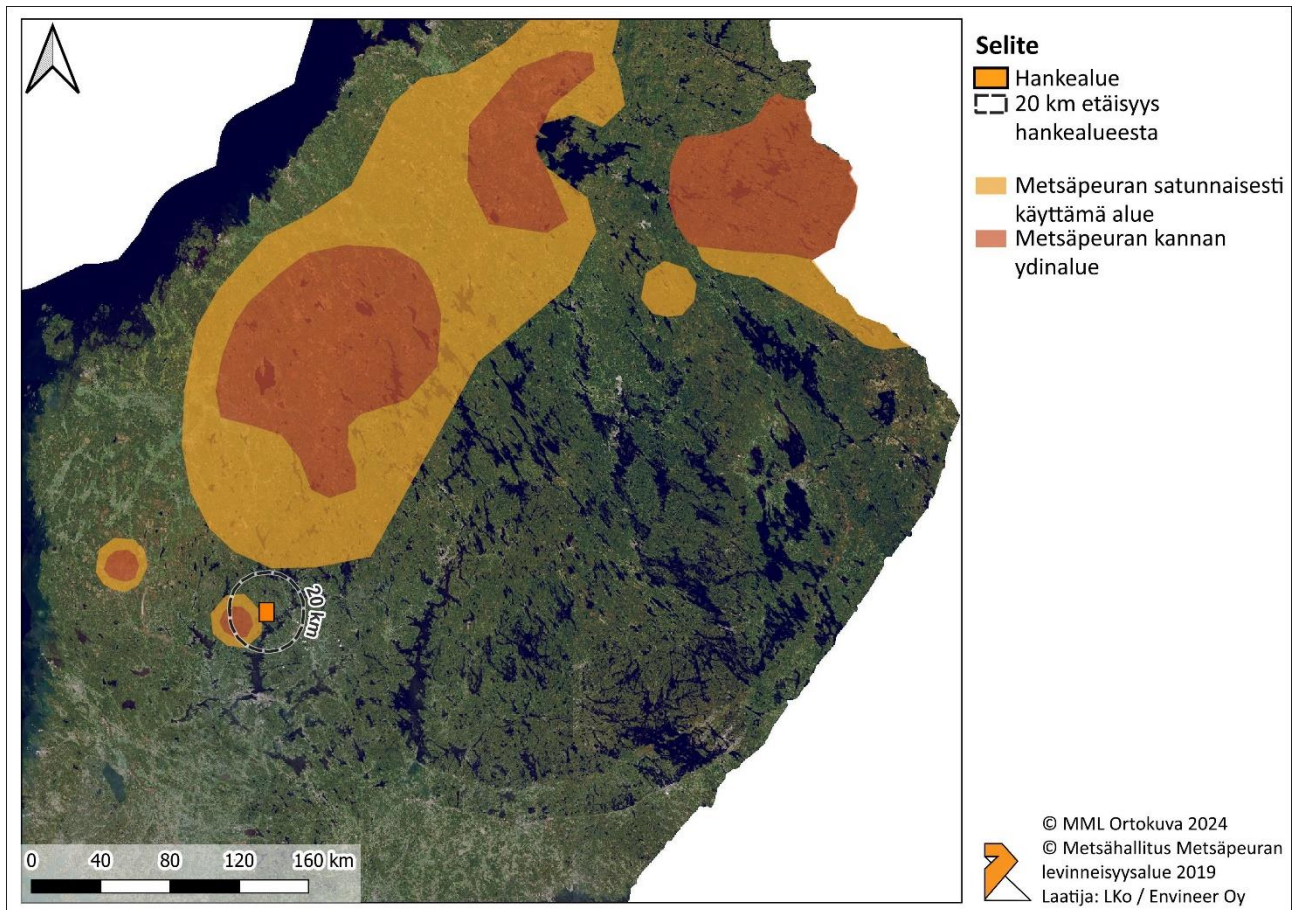 Selite
Hankealue
20 km etäisyys
hankealueesta
Metsäpeuran satunnaisesti
käyttämä alue
Metsäpeuran kannan
ydinalue
20 km
0 40 80 120 160 km
© MML Ortokuva 2024
© Metsähallitus Metsäpeuran
levinneisyysalue 2019
Laatija: LKo / Envineer Oy